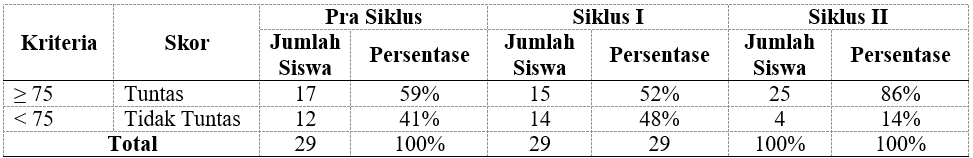 Kriteria Skor Pra Siklus Siklus I Siklus II
Jumlah Siswa Persentase Jumlah Siswa Persentase Jumlah Siswa Persentase
≥ 75 Tuntas 17 59% 15 52% 25 86%
< 75 Tidak Tuntas 12 41% 14 48% 4 14%
Total 29 100% 29 29 100% 100%